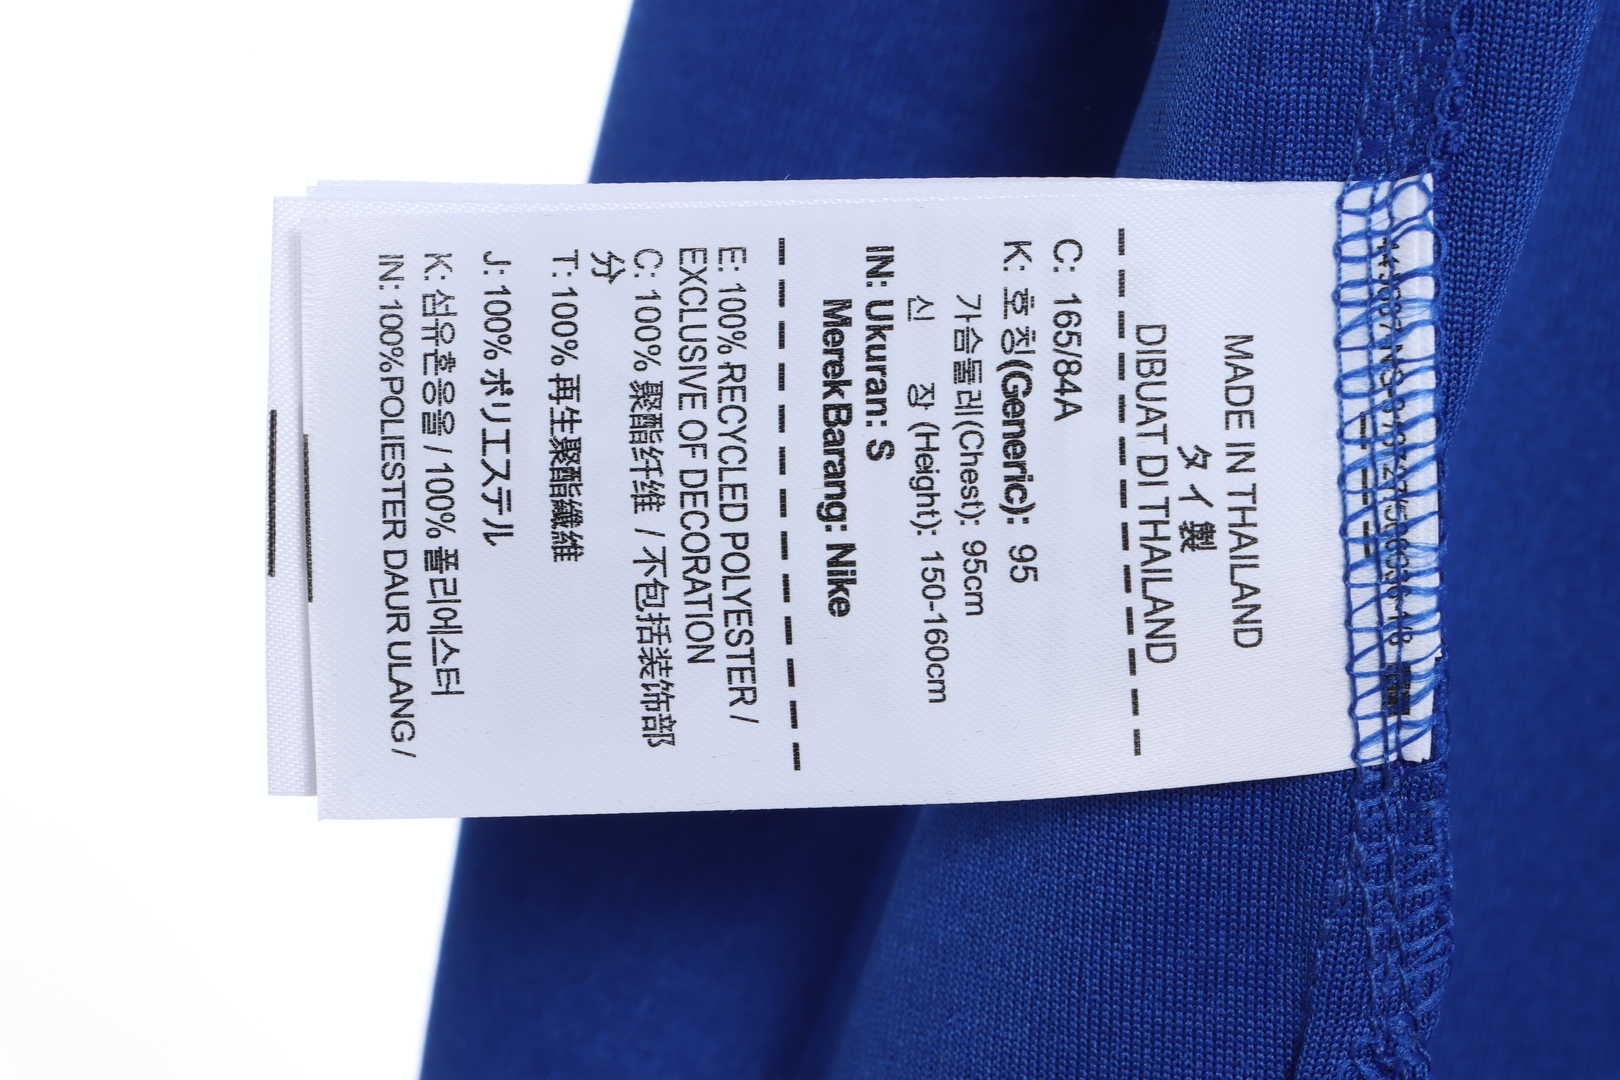 MADE IN THAILAND
タイ製
DIBUAT DI THAILAND
C: 165/84A
K: 호 칭(Generic): 95
가슴둘레(Chest): 95cm
신 장 (Height): 150-160cm
IN: Ukuran: S
Merek Barang: Nike
E: 100% RECYCLED POLYESTER /
EXCLUSIVE OF DECORATION
C: 100% 聚酯纤维 / 不包括装饰部
分
T: 100% 再生聚酯纖維
J: 100% ポリエステル
K: 섬유혼용율 / 100% 폴리에스터
IN: 100%POLIESTER DAUR ULANG /